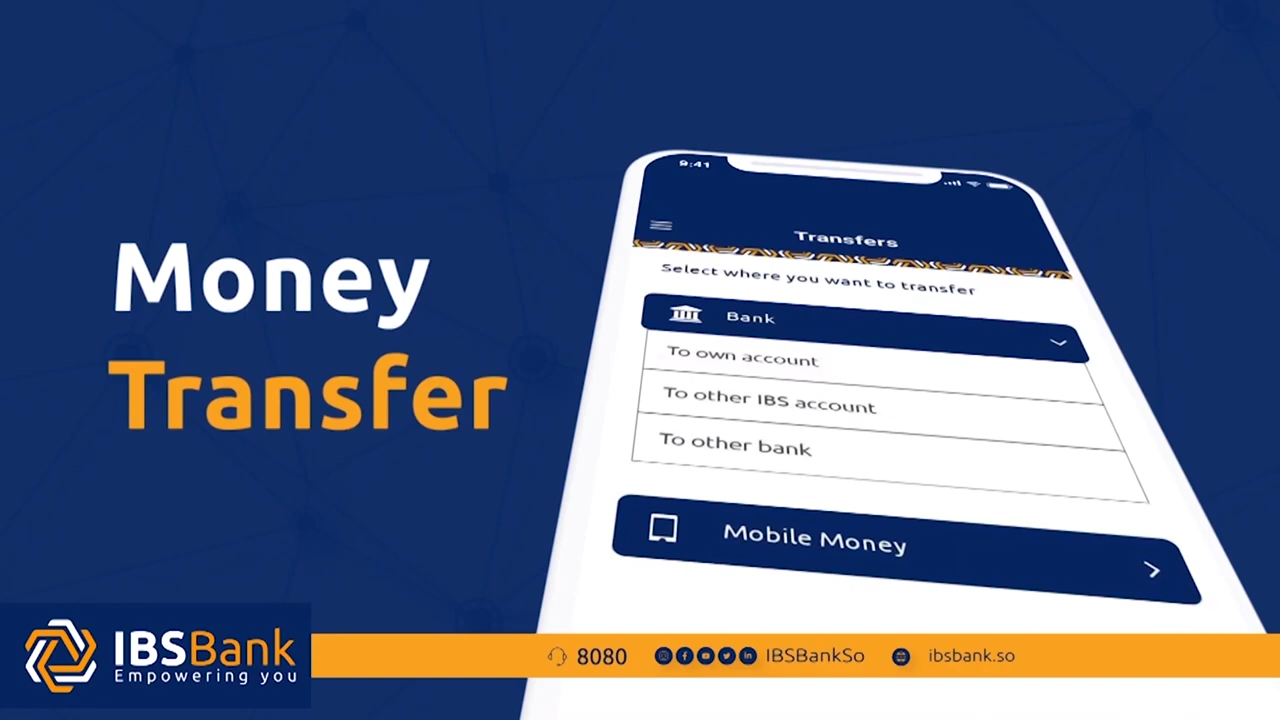 Money
Transfer
9:41
Transfers
Select where you want to transfer
Bank
To own account
To other IBS account
To other bank
Mobile Money
IBSBank
Empowering you
8080
IBSBankSo
ibsbank.so